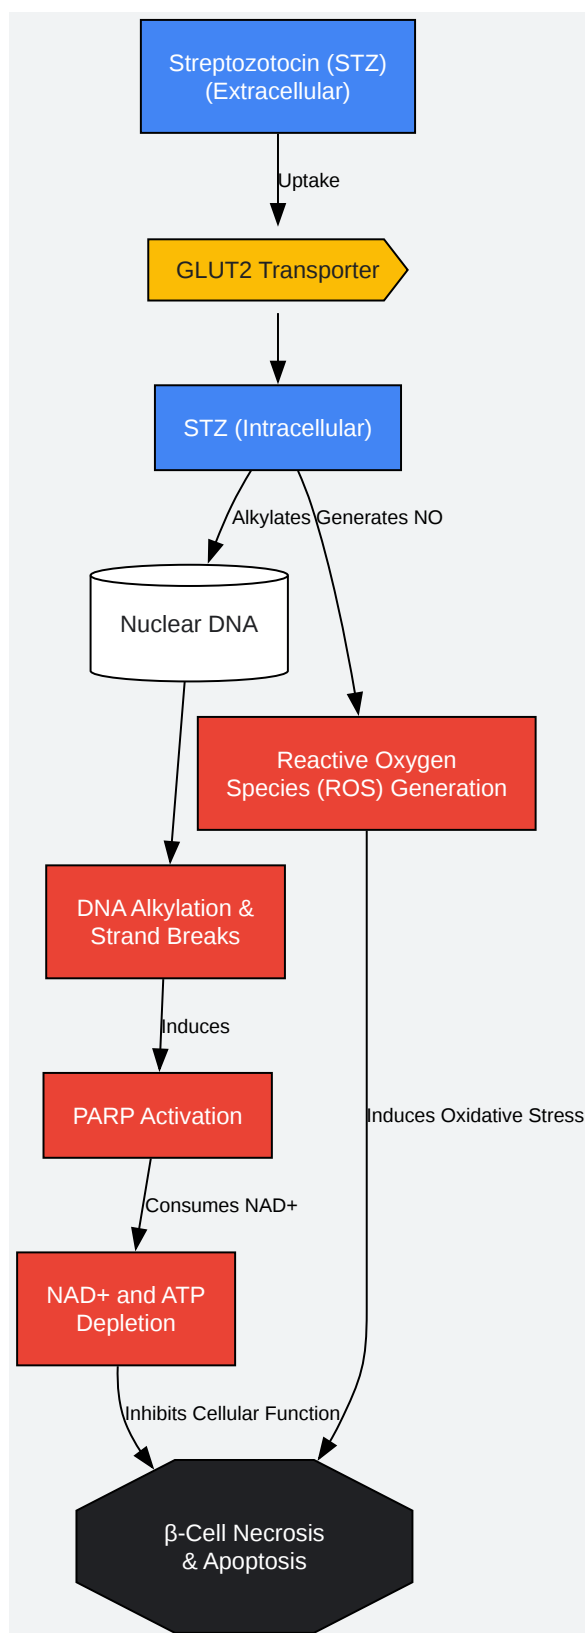 Streptozotocin (STZ)
(Extracellular)
Uptake
GLUT2 Transporter
STZ (Intracellular)
Alkylates
Generates NO
Nuclear DNA
Reactive Oxygen
Species (ROS) Generation
DNA Alkylation &
Strand Breaks
Induces
PARP Activation
Induces Oxidative Stress
Consumes NAD+
NAD+ and ATP
Depletion
Inhibits Cellular Function
β-Cell Necrosis
& Apoptosis